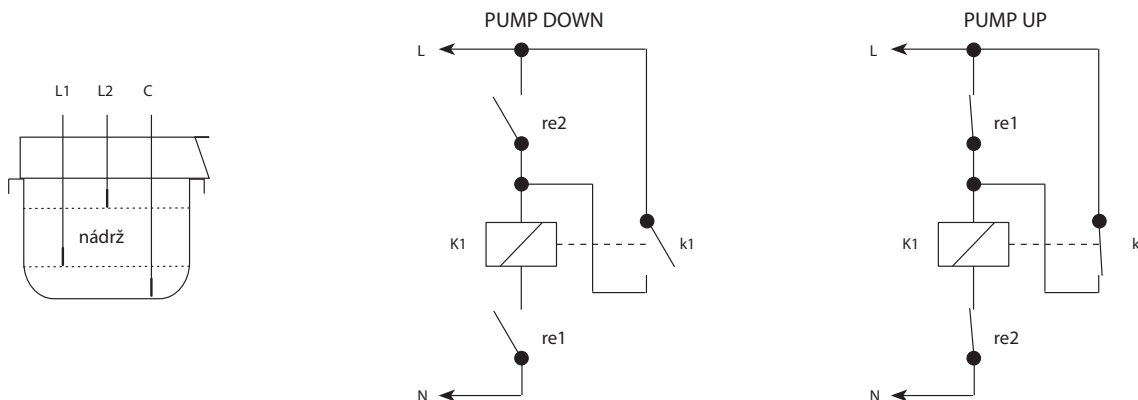 L1 L2 C
nádrž
PUMP DOWN
L
re2
K1
k1
re1
N
PUMP UP
L
re1
K1
k
re2
N